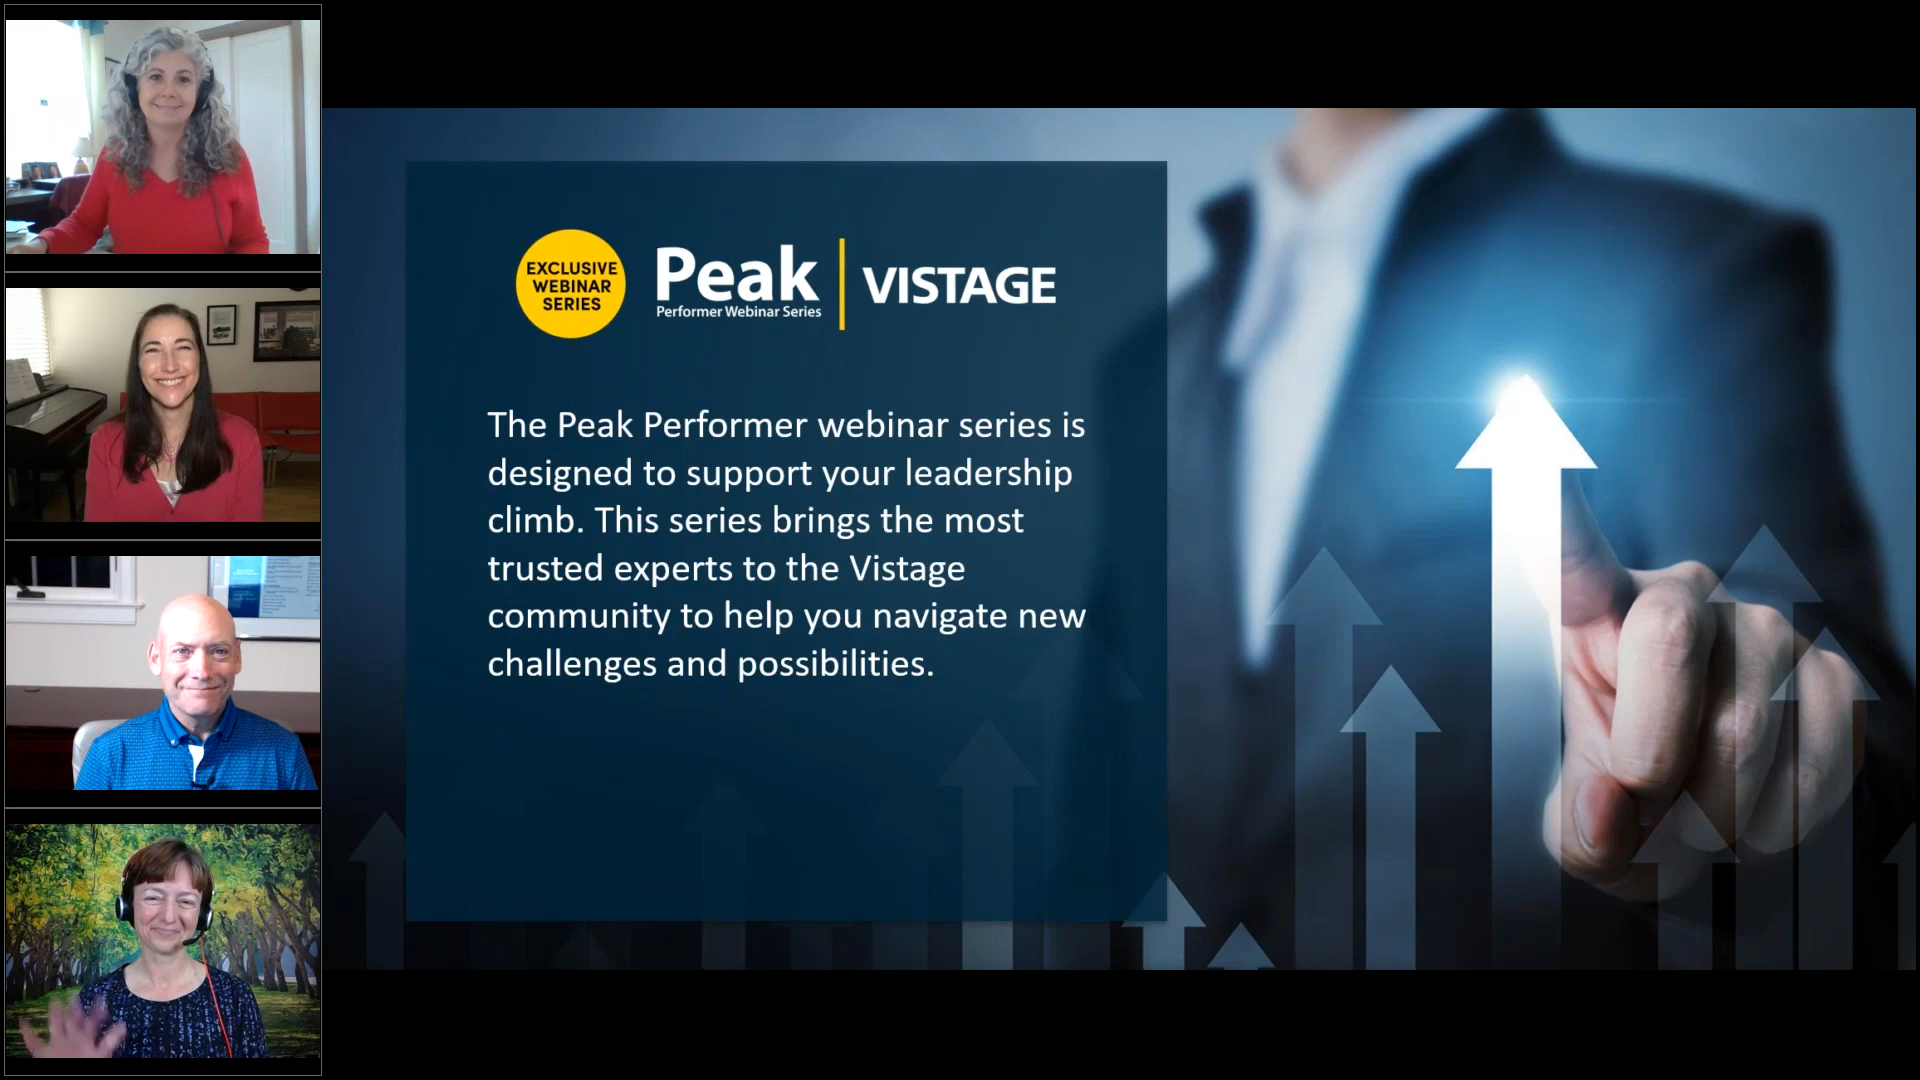 EXCLUSIVE
WEBINAR
SERIES
Peak
Performer Webinar Series
VISTAGE
The Peak Performer webinar series is
designed to support your leadership
climb. This series brings the most
trusted experts to the Vistage
community to help you navigate new
challenges and possibilities.